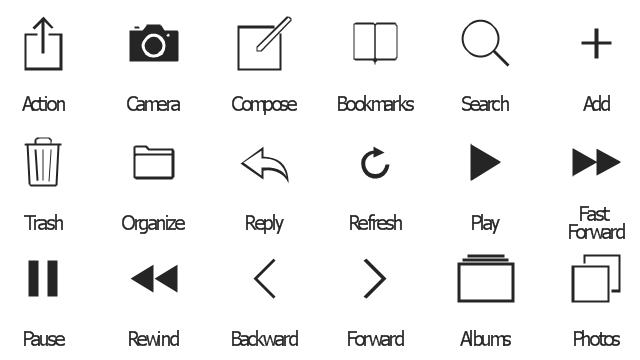 Action Camera Compose Bookmarks Search Add
Trash Organize Reply Refresh Play Fast Forward
Pause Rewind Backward Forward Albums Photos